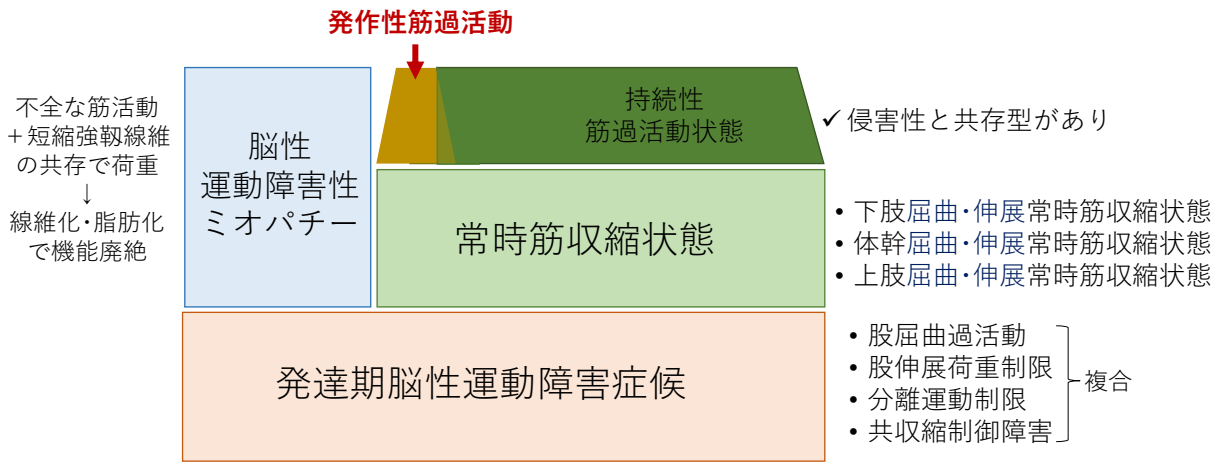 発作性筋過活動
不全な筋活動
＋短縮強靱線維
の共存で荷重
↓
線維化・脂肪化
で機能廃絶
脳性
運動障害性
ミオパチー
持続性
筋過活動状態
✓侵害性と共存型があり
常時筋収縮状態
• 下肢屈曲・伸展常時筋収縮状態
• 体幹屈曲・伸展常時筋収縮状態
• 上肢屈曲・伸展常時筋収縮状態
発達期脳性運動障害症候
• 股屈曲過活動
• 股伸展荷重制限
• 分離運動制限
• 共収縮制御障害
複合